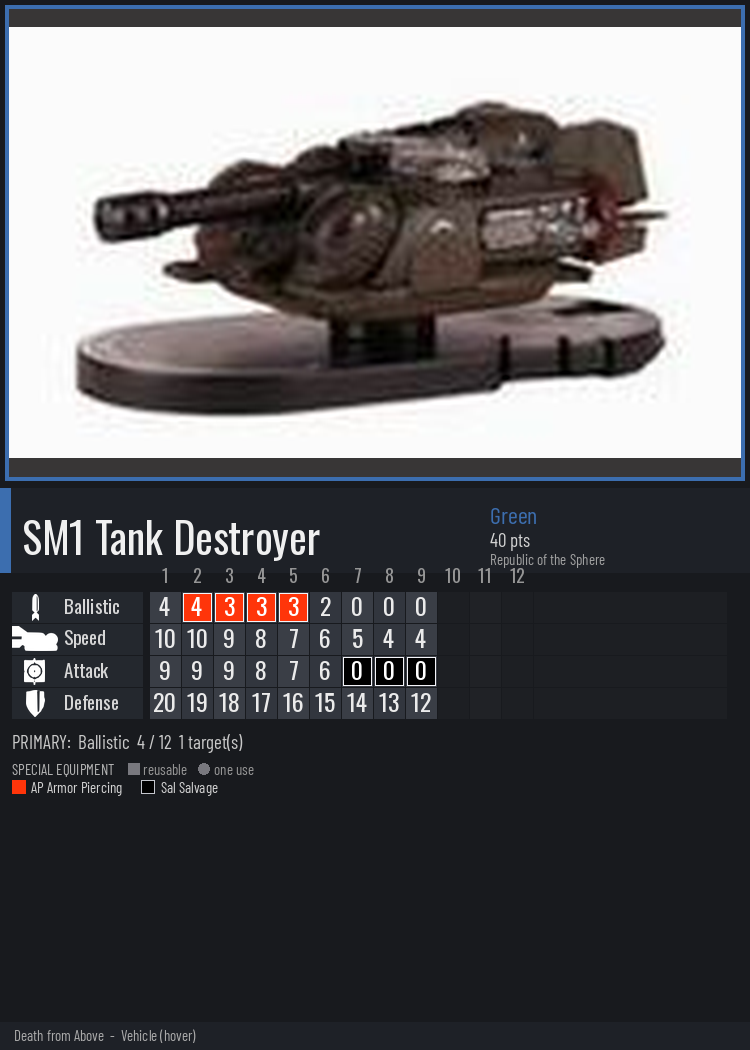 SM1 Tank Destroyer
Green
40 pts
Republic of the Sphere
1 2 3 4 5 6 7 8 9 10 11 12
Ballistic 4 4 3 3 3 2 0 0 0
Speed 10 10 9 8 7 6 5 4 4
Attack 9 9 9 8 7 6 0 0 0
Defense 20 19 18 17 16 15 14 13 12
PRIMARY: Ballistic 4 / 12 1 target(s)
SPECIAL EQUIPMENT reusable one use
AP Armor Piercing Sal Salvage
Death from Above - Vehicle (hover)